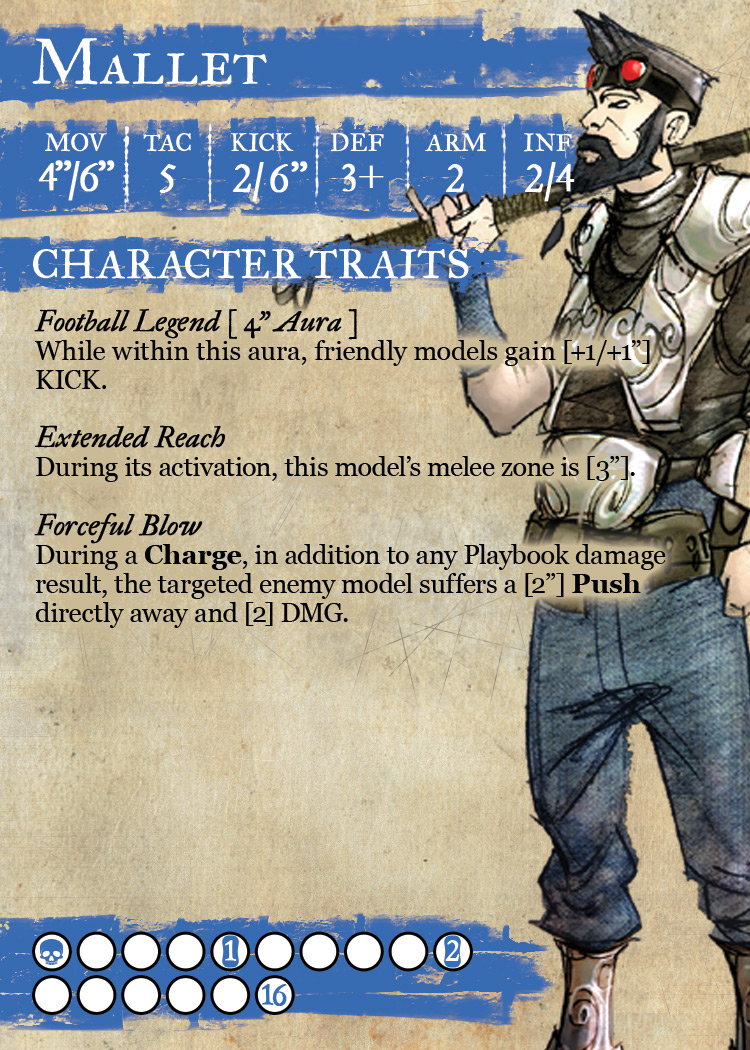 Mallet
MOV TAC KICK DEF ARM INF
4”/6” 5 2/6” 3+ 2 2/4
CHARACTER TRAITS
Football Legend [ 4” Aura ]
While within this aura, friendly models gain [+1/+1”]
KICK.
Extended Reach
During its activation, this model’s melee zone is [3”].
Forceful Blow
During a Charge, in addition to any Playbook damage
result, the targeted enemy model suffers a [2”] Push
directly away and [2] DMG.
1 2
16